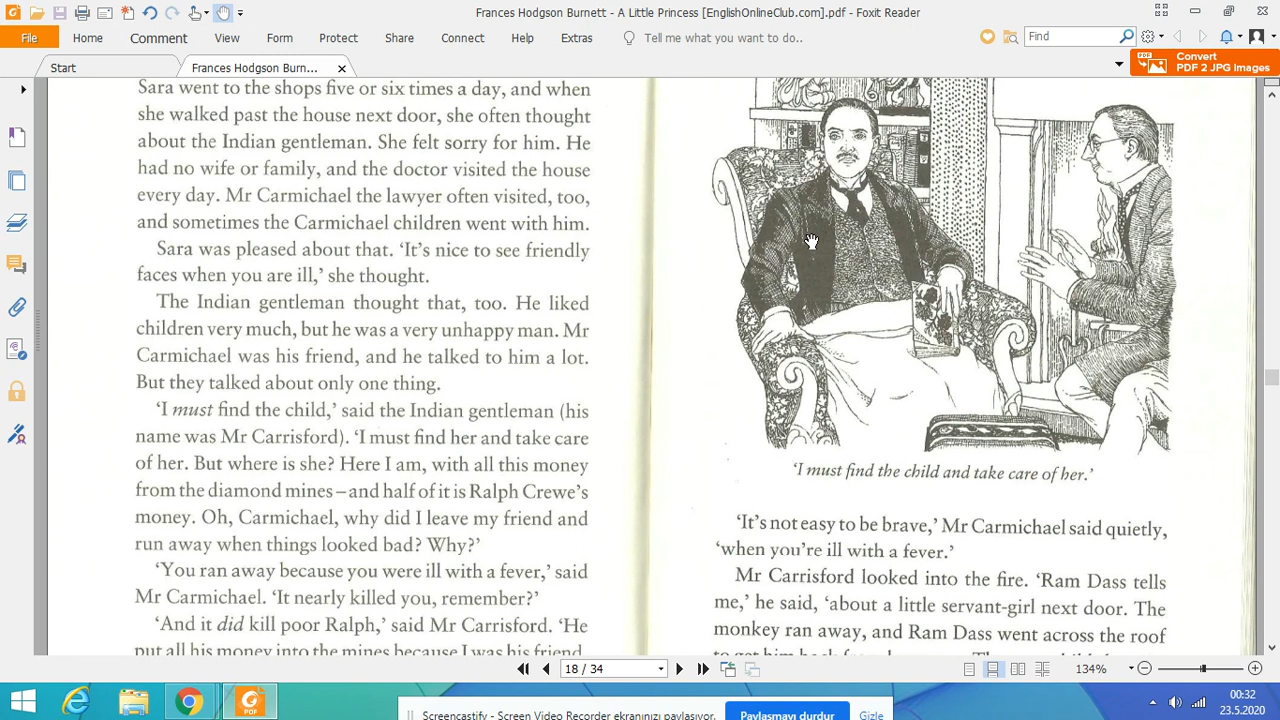 Frances Hodgson Burnett - A Little Princess [EnglishOnlineClub.com].pdf - Foxit Reader
File Home Comment View Form Protect Share Connect Help Extras Tell me what you want to do.. Find
Start Frances Hodgson Burn... Convert
PDF 2 JPG Images
Sara went to the shops five or six times a day, and when
she walked past the house next door, she often thought
about the Indian gentleman. She felt sorry for him. He
had no wife or family, and the doctor visited the house
every day. Mr Carmichael the lawyer often visited, too,
and sometimes the Carmichael children went with him.
Sara was pleased about that. ‘It’s nice to see friendly
faces when you are ill,’ she thought.
The Indian gentleman thought that, too. He liked
children very much, but he was a very unhappy man. Mr
Carmichael was his friend, and he talked to him a lot.
But they talked about only one thing.
‘I must find the child,’ said the Indian gentleman (his
name was Mr Carrisford). ‘I must find her and take care
of her. But where is she? Here I am, with all this money
from the diamond mines – and half of it is Ralph Crewe’s
money. Oh, Carmichael, why did I leave my friend and
run away when things looked bad? Why?’
‘You ran away because you were ill with a fever,’ said
Mr Carmichael. ‘It nearly killed you, remember?’
‘And it did kill poor Ralph,’ said Mr Carrisford. ‘He
put all his money into the mines because I was his friend.
‘I must find the child and take care of her.’
‘It’s not easy to be brave,’ Mr Carmichael said quietly,
‘when you’re ill with a fever.’
Mr Carrisford looked into the fire. ‘Ram Dass tells
me,’ he said, ‘about a little servant-girl next door. The
monkey ran away, and Ram Dass went across the roof
18 / 34 134%
Screencastify - Screen Video Recorder ekranınızı paylaşıyor. Paylaşmayı durdur Gizle
PDF
00:32
23.5.2020